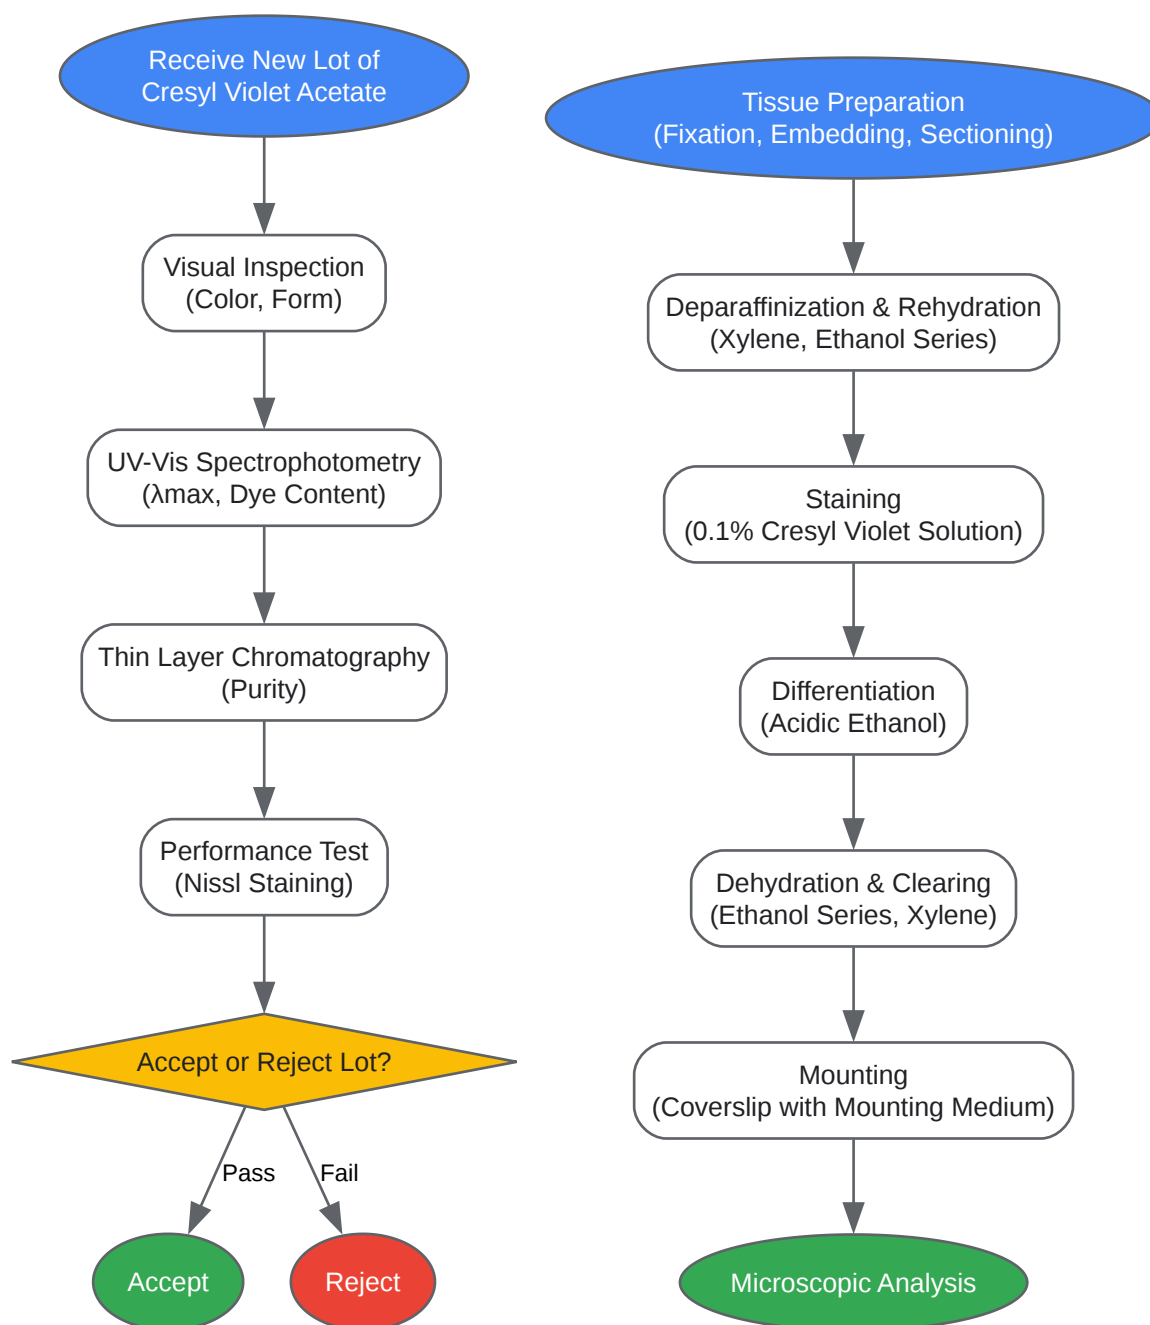 Receive New Lot of
Cresyl Violet Acetate
Visual Inspection
(Color, Form)
UV-Vis Spectrophotometry
(λmax, Dye Content)
Thin Layer Chromatography
(Purity)
Performance Test
(Nissl Staining)
Accept or Reject Lot?
Pass
Fail
Accept
Reject
Tissue Preparation
(Fixation, Embedding, Sectioning)
Deparaffinization & Rehydration
(Xylene, Ethanol Series)
Staining
(0.1% Cresyl Violet Solution)
Differentiation
(Acidic Ethanol)
Dehydration & Clearing
(Ethanol Series, Xylene)
Mounting
(Coverslip with Mounting Medium)
Microscopic Analysis